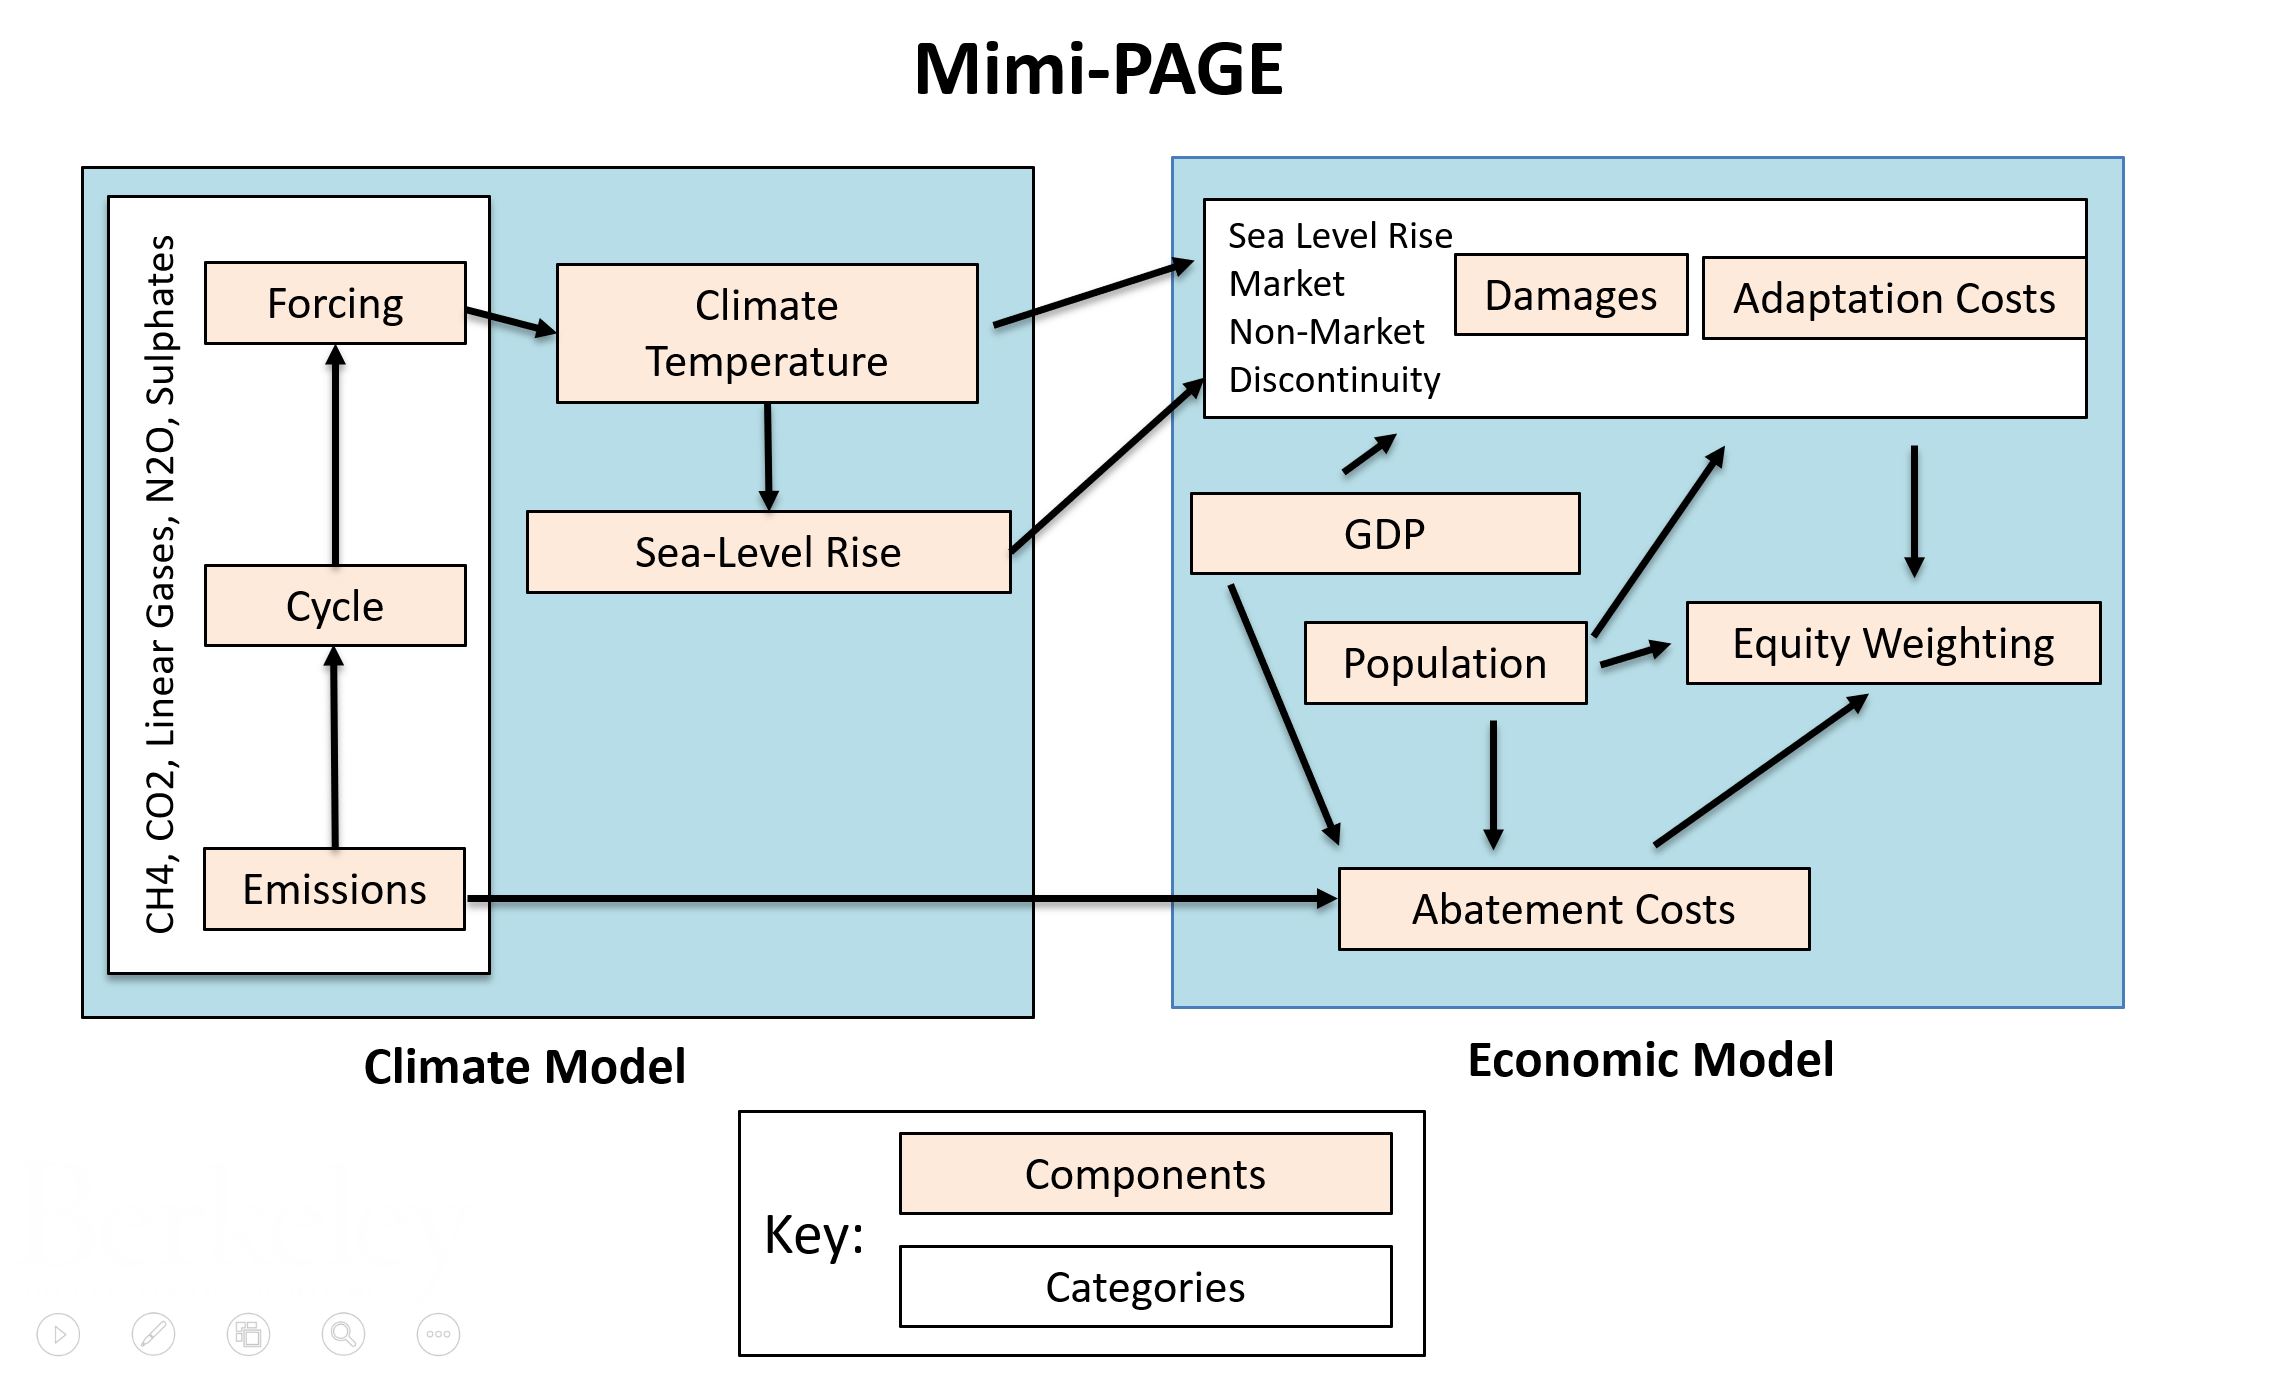 Mimi-PAGE
CH4, CO2, Linear Gases, N2O, Sulphates
Forcing
Cycle
Emissions
Climate
Temperature
Sea-Level Rise
Climate Model
Sea Level Rise
Market
Non-Market
Discontinuity
Damages
Adaptation Costs
GDP
Population
Equity Weighting
Abatement Costs
Economic Model
Key:
Components
Categories